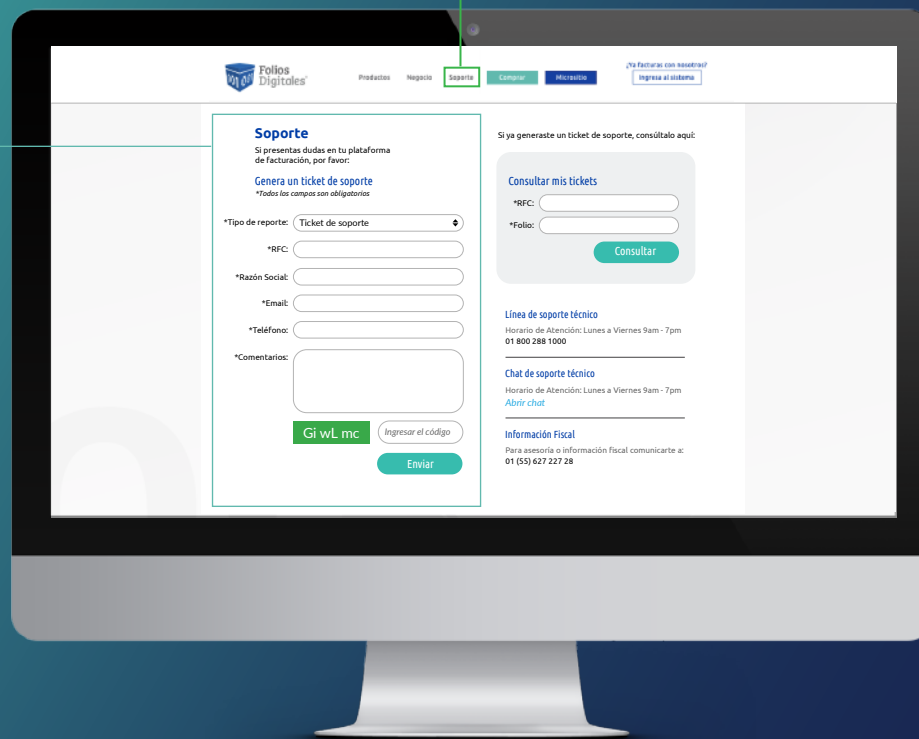 Folios
Digitales
Productos Negocio Soporte Comprar Micrositio
¿Ya facturas con nosotros?
Ingresa al sistema
Soporte
Si presentas dudas en tu plataforma
de facturación, por favor:
Genera un ticket de soporte
*Todos los campos son obligatorios
*Tipo de reporte: Ticket de soporte
*RFC:
*Razón Social:
*Email:
*Teléfono:
*Comentarios:
Gi wL mc Ingresar el código
Enviar
Si ya generaste un ticket de soporte, consúltalo aquí:
Consultar mis tickets
*RFC:
*Folio:
Consultar
Línea de soporte técnico
Horario de Atención: Lunes a Viernes 9am - 7pm
01 800 288 1000
Chat de soporte técnico
Horario de Atención: Lunes a Viernes 9am - 7pm
Abrir chat
Información Fiscal
Para asesoría o información fiscal comunicarte a:
01 (55) 627 227 28